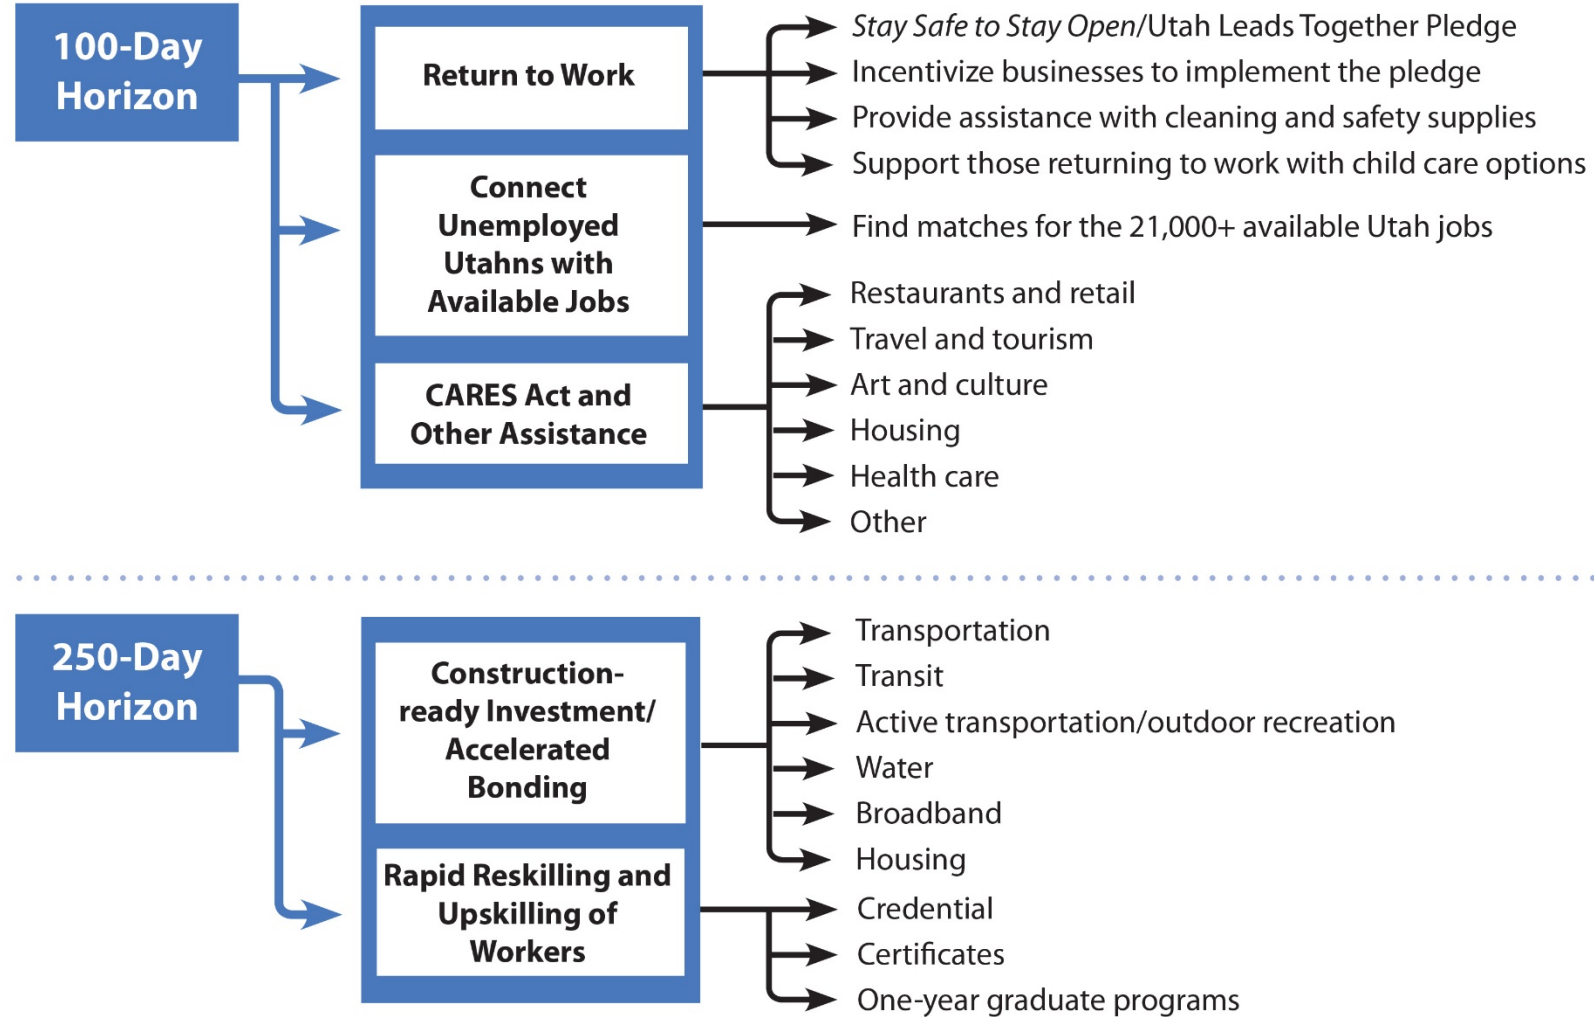 100-Day
Horizon
Return to Work
Stay Safe to Stay Open/Utah Leads Together Pledge
Incentivize businesses to implement the pledge
Provide assistance with cleaning and safety supplies
Support those returning to work with child care options
Connect
Unemployed
Utahns with
Available Jobs
Find matches for the 21,000+ available Utah jobs
CARES Act and
Other Assistance
Restaurants and retail
Travel and tourism
Art and culture
Housing
Health care
Other
250-Day
Horizon
Construction-
ready Investment/
Accelerated
Bonding
Transportation
Transit
Active transportation/outdoor recreation
Water
Broadband
Housing
Rapid Reskilling and
Upskilling of
Workers
Credential
Certificates
One-year graduate programs